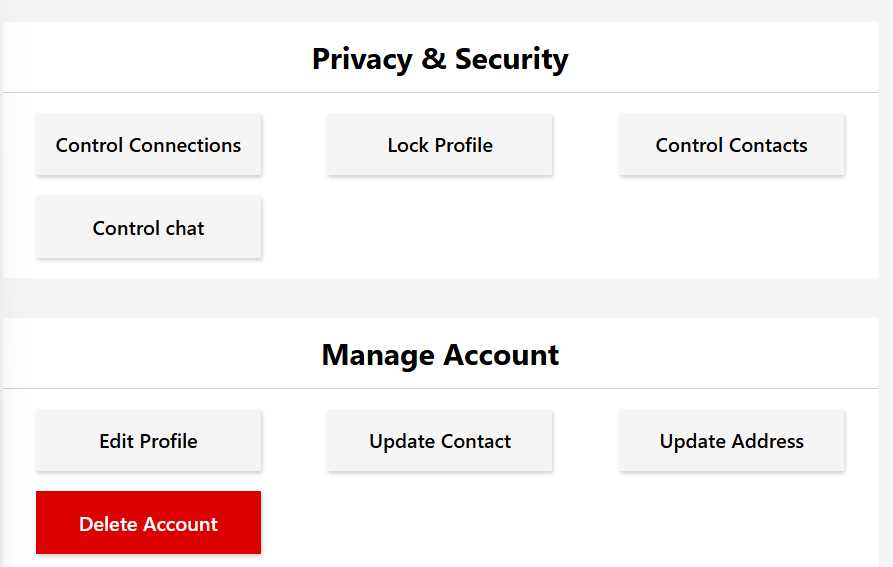 Privacy & Security
Control Connections
Lock Profile
Control Contacts
Control chat
Manage Account
Edit Profile
Update Contact
Update Address
Delete Account